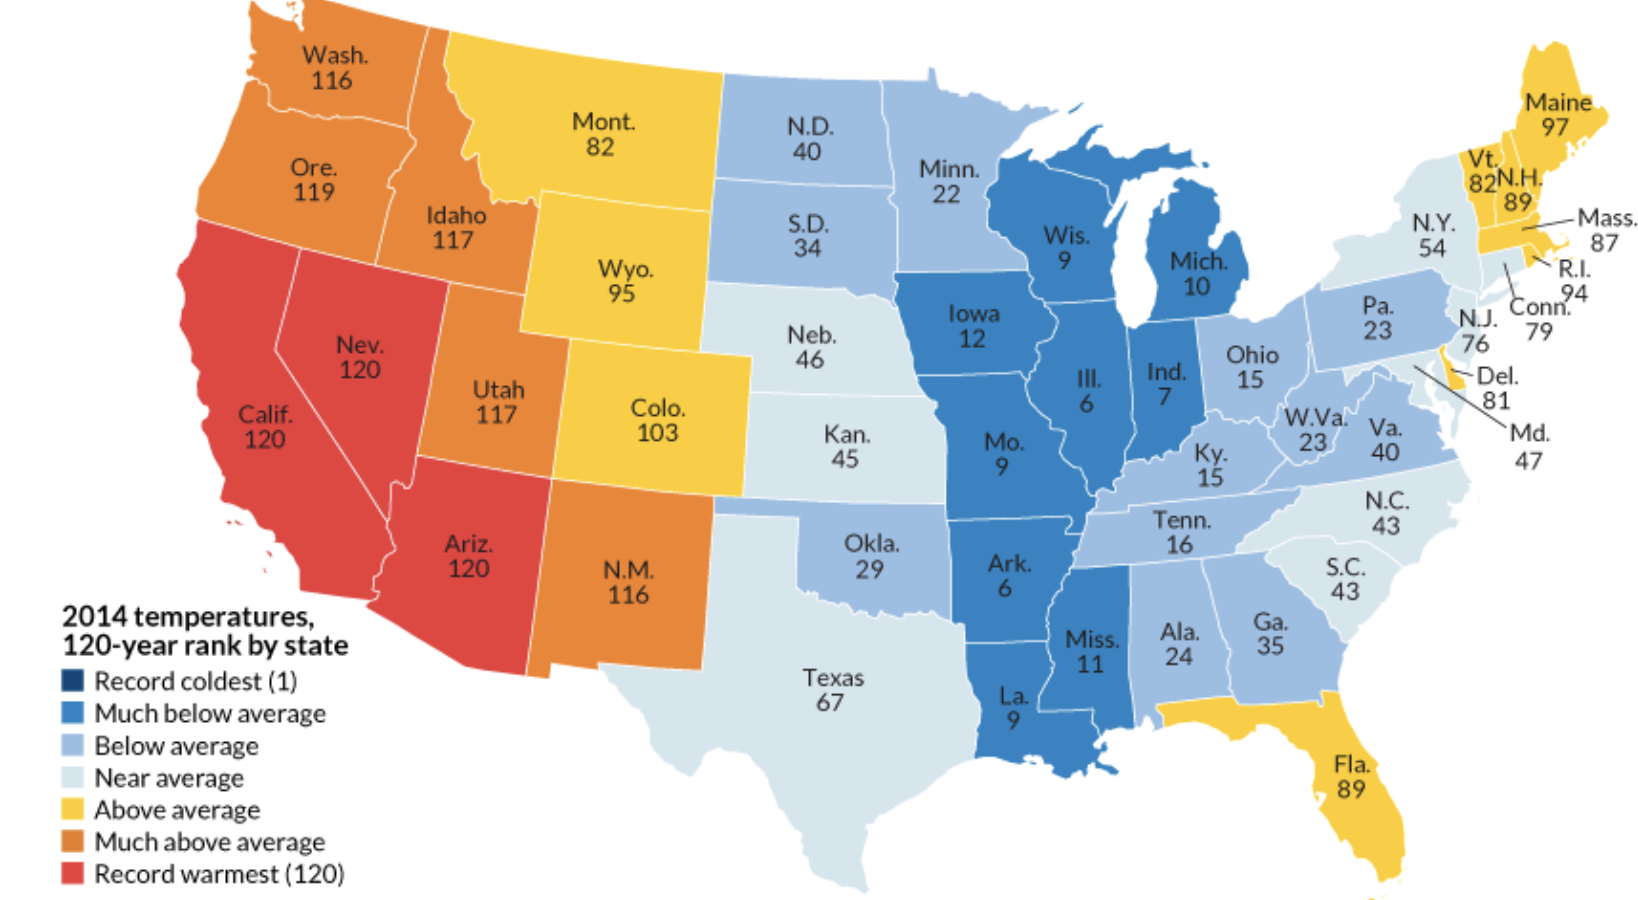 Wash.
116
Ore.
119
Idaho
117
Mont.
82
Wyo.
95
Calif.
120
Nev.
120
Utah
117
Colo.
103
Ariz.
120
N.M.
116
N.D.
40
S.D.
34
Neb.
46
Kan.
45
Okla.
29
Texas
67
Minn.
22
Iowa
12
Mo.
9
Ark.
6
La.
9
Wis.
9
Ill.
6
Mich.
10
Ind.
7
Ohio
15
Ky.
15
Tenn.
16
Miss.
11
Ala.
24
Ga.
35
Fla.
89
S.C.
43
N.C.
43
Va.
40
W.Va.
23
Pa.
23
N.Y.
54
Vt.
82
N.H.
89
Maine
97
Mass.
87
R.I.
94
Conn.
79
N.J.
76
Del.
81
Md.
47
2014 temperatures,
120-year rank by state
Record coldest (1)
Much below average
Below average
Near average
Above average
Much above average
Record warmest (120)